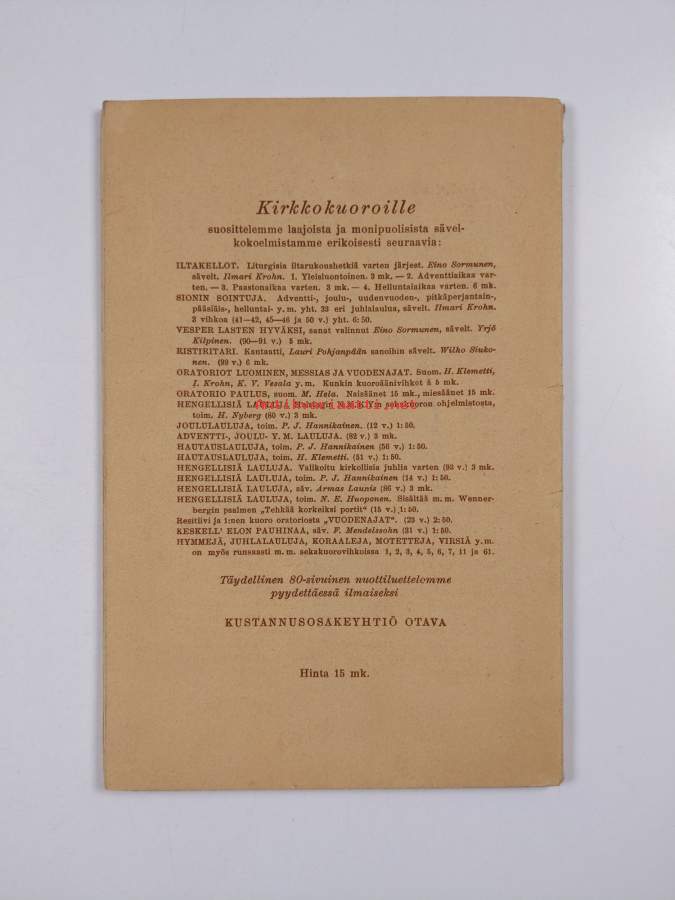 Kirkkokuoroille
suosittelemme laajoista ja monipuolisista sävel-
kokoelmistamme erikoisesti seuraavia:
ILTAKELLOT. Liturgisia iltarukoushetkiä varten järjest. Eino Sormunen,
sävelt. Ilmari Krohn. 1. Yleisluontoinen. 3 mk. — 2. Adventtiaikaa var-
ten. — 3. Paastonaikaa varten. 3 mk. — 4. Helluntaiaikaa varten. 6 mk.
SIONIN SOINTUJA. Adventti-, joulu-, uudenvuoden-, pitkäperjantain-,
pääsiäis-, helluntai- y. m. yht. 23 eri juhlalaulua, sävelt. Ilmari Krohn.
3 vihkoa (41—42, 45—46 ja 50 v.) yht. 6:50.
VESPER LASTEN HYVÄKSI, sanat valinnut Eino Sormunen, sävelt. Yrjö
Kilpinen. (90—91 v.) 5 mk.
RISTIRITARI. Kantaatti, Lauri Pohjanpään sanoihin sävelt. Wilho Siuko-
nen. (99 v.) 6 mk.
ORATORIOT LUOMINEN, MESSIAS JA VUODENAJAT. Suom. H. Klemetti,
I. Krohn, K. V. Vesala y. m. Kunkin kuoroäänivihkot à 5 mk.
ORATORIO PAULUS, suom. M. Hela. Naisäänet 15 mk., miesäänet 15 mk.
HENGELLISIÄ sekakuoron ohjelmistosta,
toim. H. Nyberg (80 v.) 3 mk.
JOULULAULUJA, toim. P. J. Hannikainen. (12 v.) 1:50.
ADVENTTI-, JOULU- Y. M. LAULUJA. (82 v.) 3 mk.
HAUTAUSLAULUJA, toim. P. J. Hannikainen (56 v.) 1:50.
HAUTAUSLAULUJA, toim. H. Klemetti. (51 v.) 1:50.
HENGELLISIÄ LAULUJA. Valikoitu kirkollisia juhlia varten (92 v.) 3 mk.
HENGELLISIÄ LAULUJA, toim. P. J. Hannikainen (14 v.) 1:50.
HENGELLISIÄ LAULUJA, säv. Armas Launis (86 v.) 3 mk.
HENGELLISIÄ LAULUJA, toim. N. E. Huoponen. Sisältää m. m. Wenner-
bergin psalmen „Tehkää korkeiksi portit“ (15 v.) 1:50.
Resitiivi ja 1:nen kuoro oratoriosta „VUODENAJAT“. (23 v.) 2:50.
KESKELL' ELON PAUHINAA, säv. F. Mendelssohn (31 v.) 1:50.
HYMMEJÄ, JUHLALAULUJA, KORAALEJA, MOTETTEJA, VIRSIÄ y. m.
on myös runsaasti m. m. sekakuorovihkoissa 1, 2, 3, 4, 5, 6, 7, 11 ja 61.
Täydellinen 80-sivuinen nuottiluettelomme
pyydettäessä ilmaiseksi
KUSTANNUSOSAKEYHTIÖ OTAVA
Hinta 15 mk.